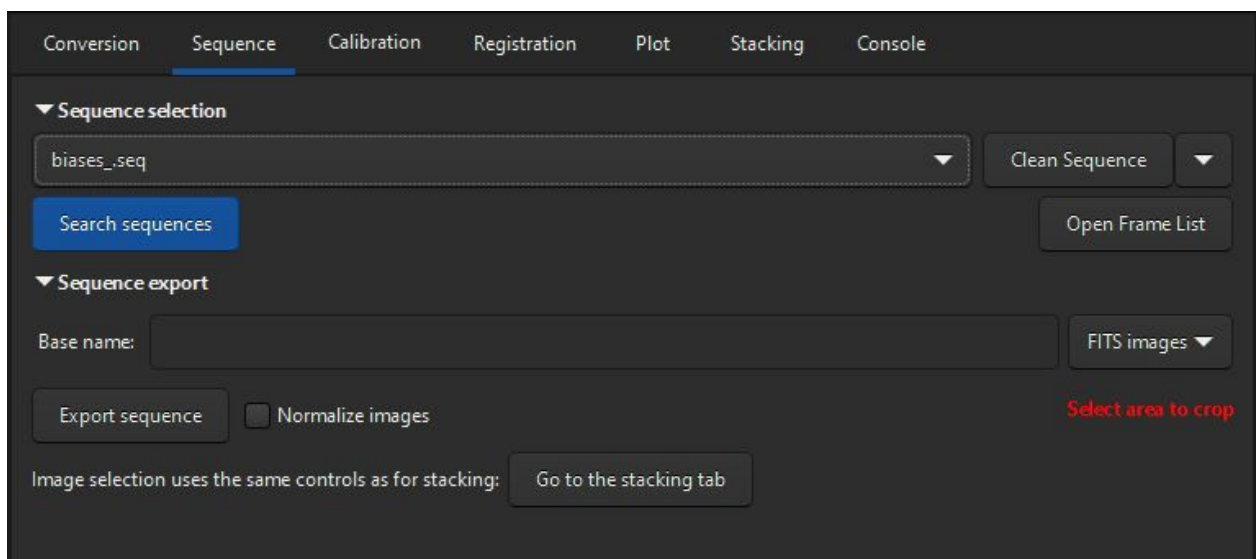 Conversion Sequence Calibration Registration Plot Stacking Console
Sequence selection
biases_.seq Clean Sequence
Search sequences Open Frame List
Sequence export
Base name: FITS images
Export sequence Normalize images Select area to crop
Image selection uses the same controls as for stacking: Go to the stacking tab